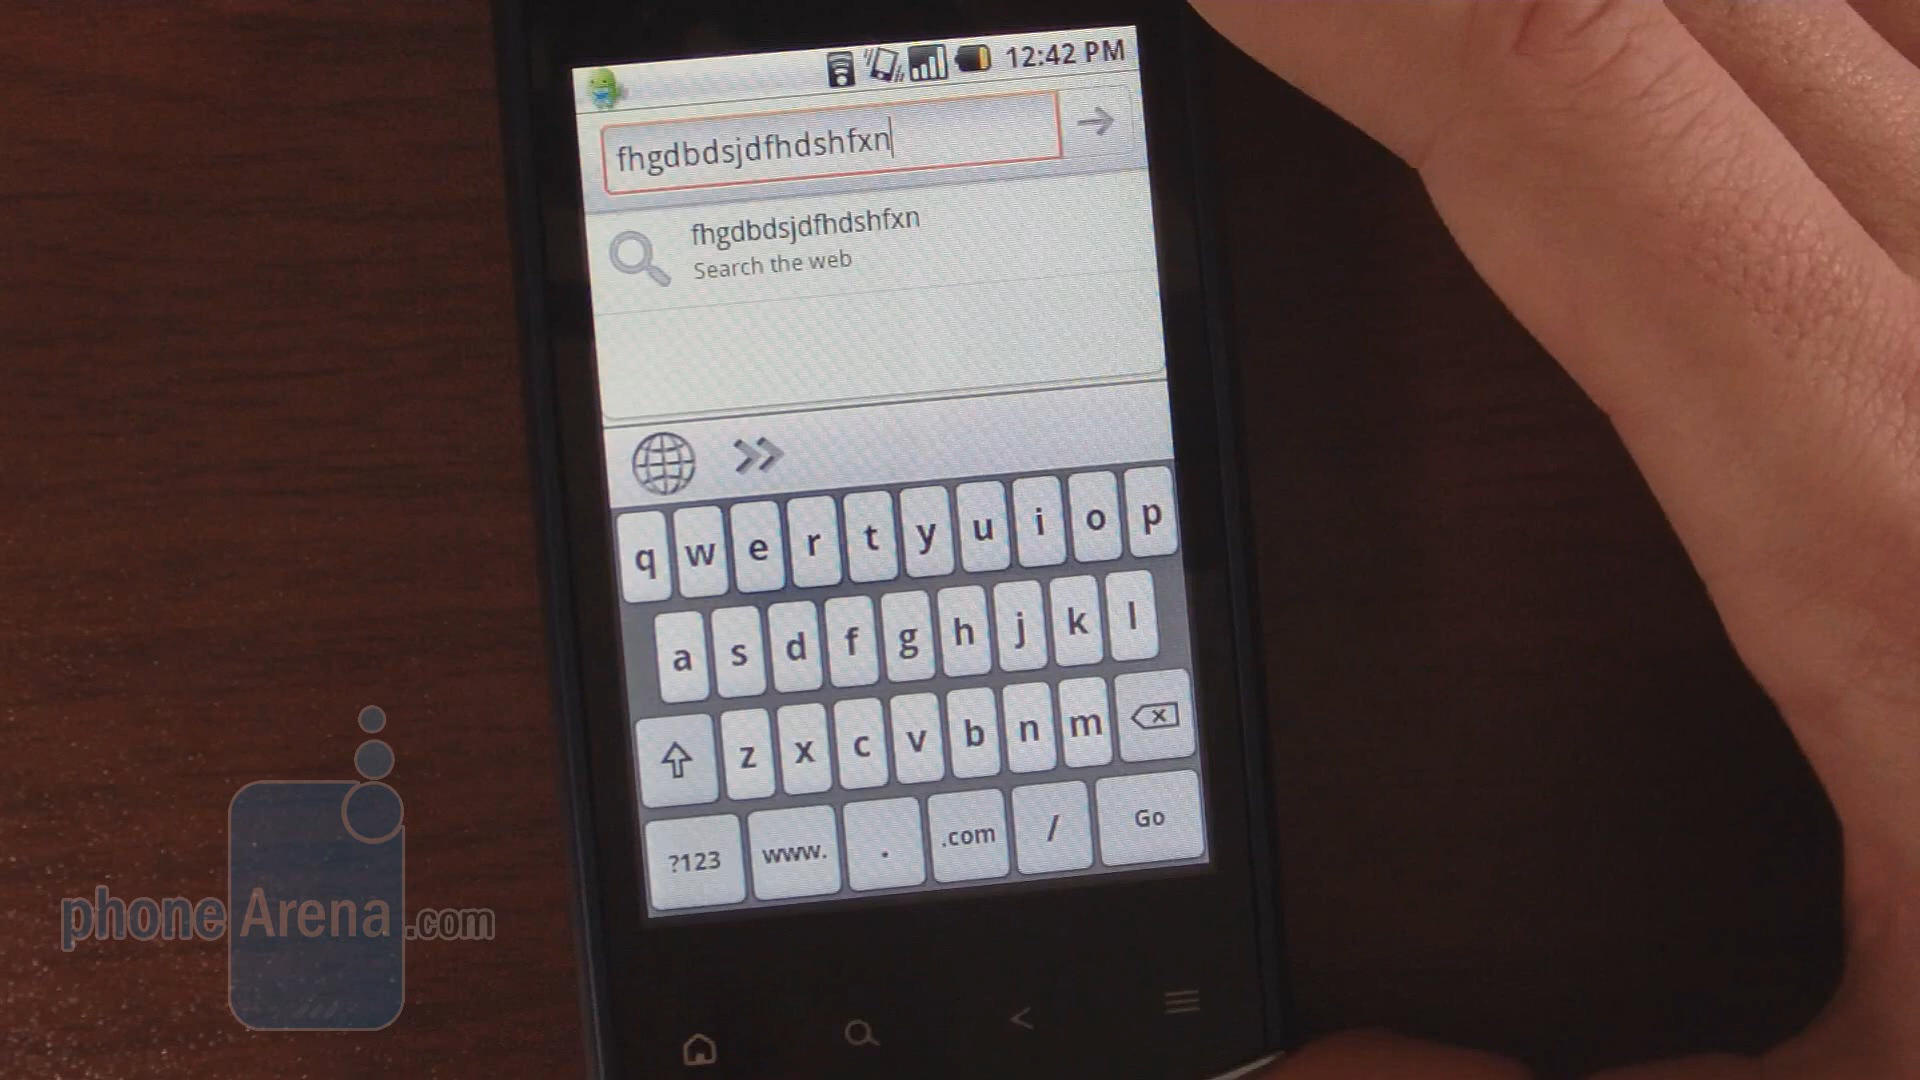 12:42 PM
fhgdbdsjdfhdshfxn
fhgdbdsjdfhdshfxn
Search the web
q w e r t y u i o p
a s d f g h j k l
z x c v b n m
?123 www. . .com / Go
phoneArena.com